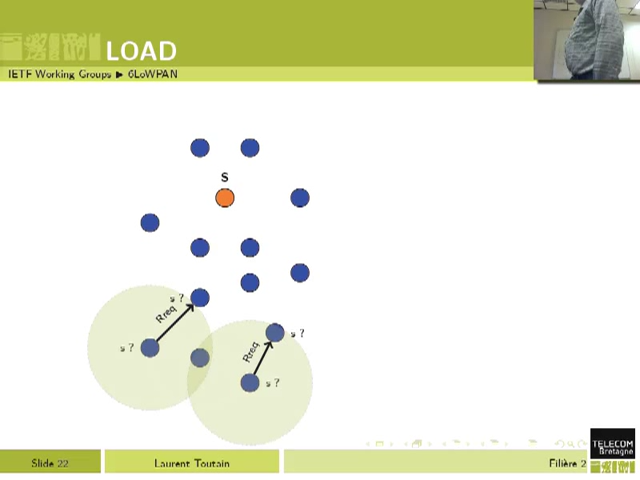 LOAD
IETF Working Groups ▶ 6LoWPAN
S
s ?
Rreq
s ?
s ?
Rreq
s ?
TELECOM
Bretagne
Slide 22
Laurent Toutain
Filière 2